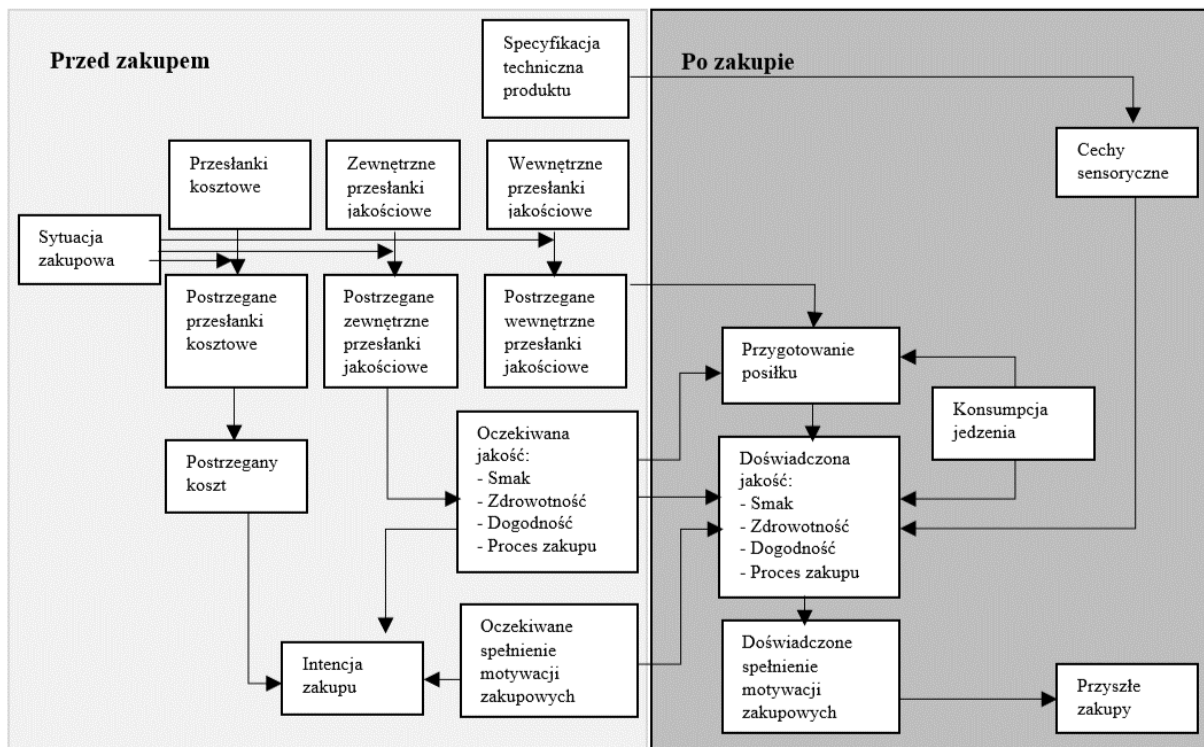 Przed zakupem
Specyfikacja
techniczna
produktu
Po zakupie
Przesłanki
kosztowe
Zewnętrzne
przesłanki
jakościowe
Wewnętrzne
przesłanki
jakościowe
Cechy
sensoryczne
Sytuacja
zakupowa
Postrzegane
przesłanki
kosztowe
Postrzegane
zewnętrzne
przesłanki
jakościowe
Postrzegane
wewnętrzne
przesłanki
jakościowe
Przygotowanie
posiłku
Konsumpcja
jedzenia
Postrzegany
koszt
Oczekiwana
jakość:
- Smak
- Zdrowotność
- Dogodność
- Proces zakupu
Doświadczona
jakość:
- Smak
- Zdrowotność
- Dogodność
- Proces zakupu
Intencja
zakupu
Oczekiwane
spełnienie
motywacji
zakupowych
Doświadczone
spełnienie
motywacji
zakupowych
Przyszłe
zakupy